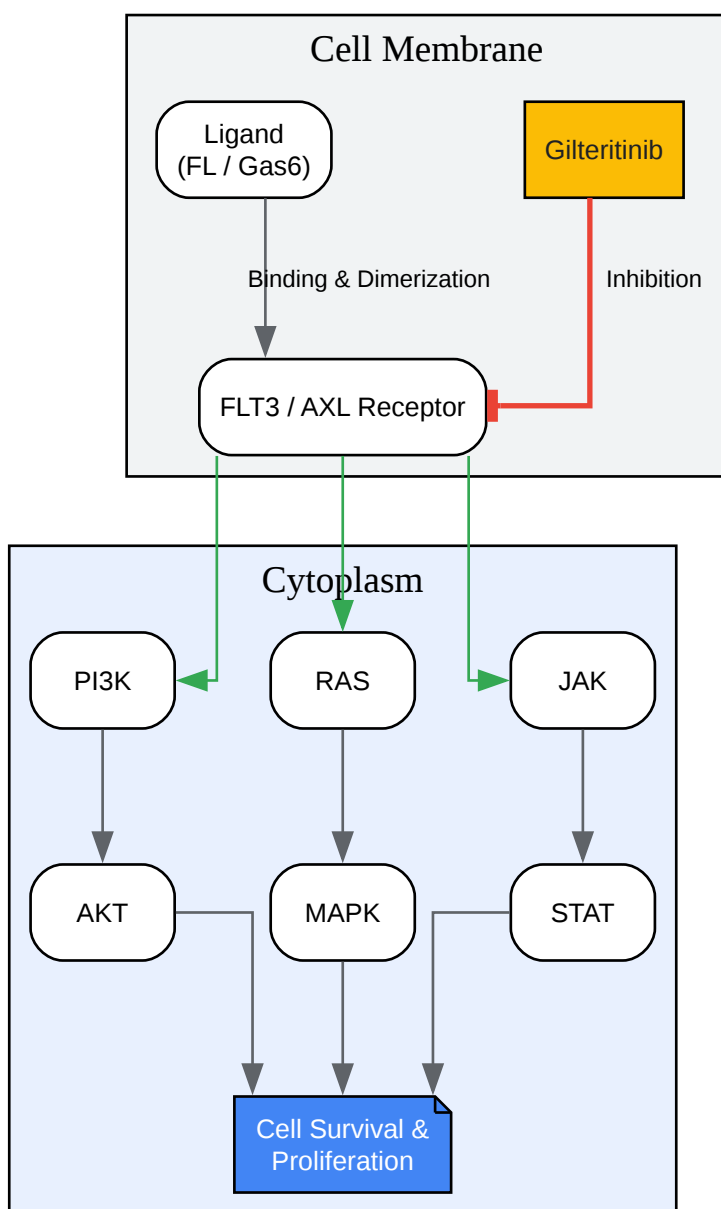 Cell Membrane
Ligand
(FL / Gas6)
Gilteritinib
Binding & Dimerization
Inhibition
FLT3 / AXL Receptor
Cytoplasm
PI3K
RAS
JAK
AKT
MAPK
STAT
Cell Survival &
Proliferation